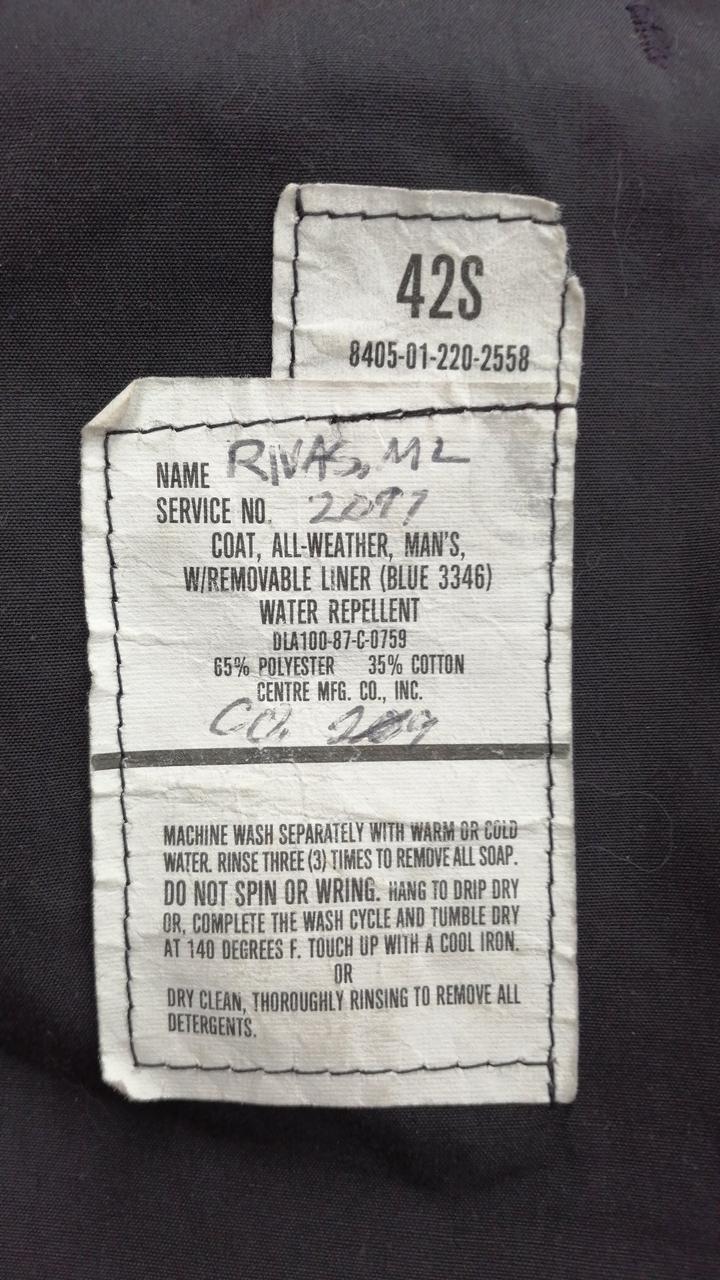 42S
8405-01-220-2558
NAME RIVAS, ML
SERVICE NO. 2097
COAT, ALL-WEATHER, MAN'S,
W/REMOVABLE LINER (BLUE 3346)
WATER REPELLENT
DLA100-87-C-0759
65% POLYESTER 35% COTTON
CENTRE MFG. CO., INC.
CO. 209
MACHINE WASH SEPARATELY WITH WARM OR COLD
WATER. RINSE THREE (3) TIMES TO REMOVE ALL SOAP.
DO NOT SPIN OR WRING. HANG TO DRIP DRY
OR, COMPLETE THE WASH CYCLE AND TUMBLE DRY
AT 140 DEGREES F. TOUCH UP WITH A COOL IRON.
OR
DRY CLEAN, THOROUGHLY RINSING TO REMOVE ALL
DETERGENTS.